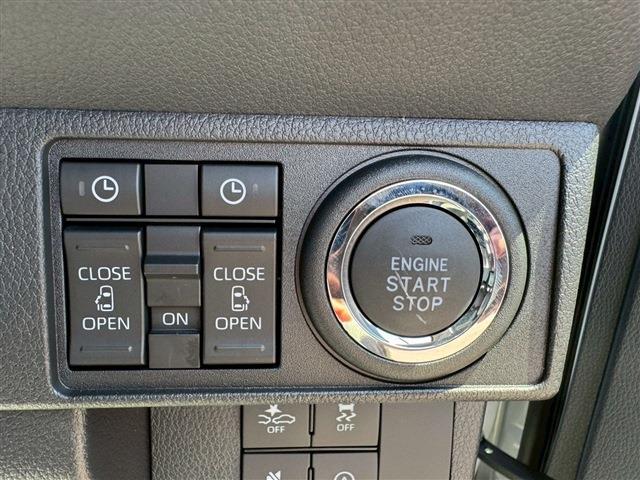 CLOSE
OPEN
ON
CLOSE
OPEN
ENGINE
START
STOP
OFF
OFF